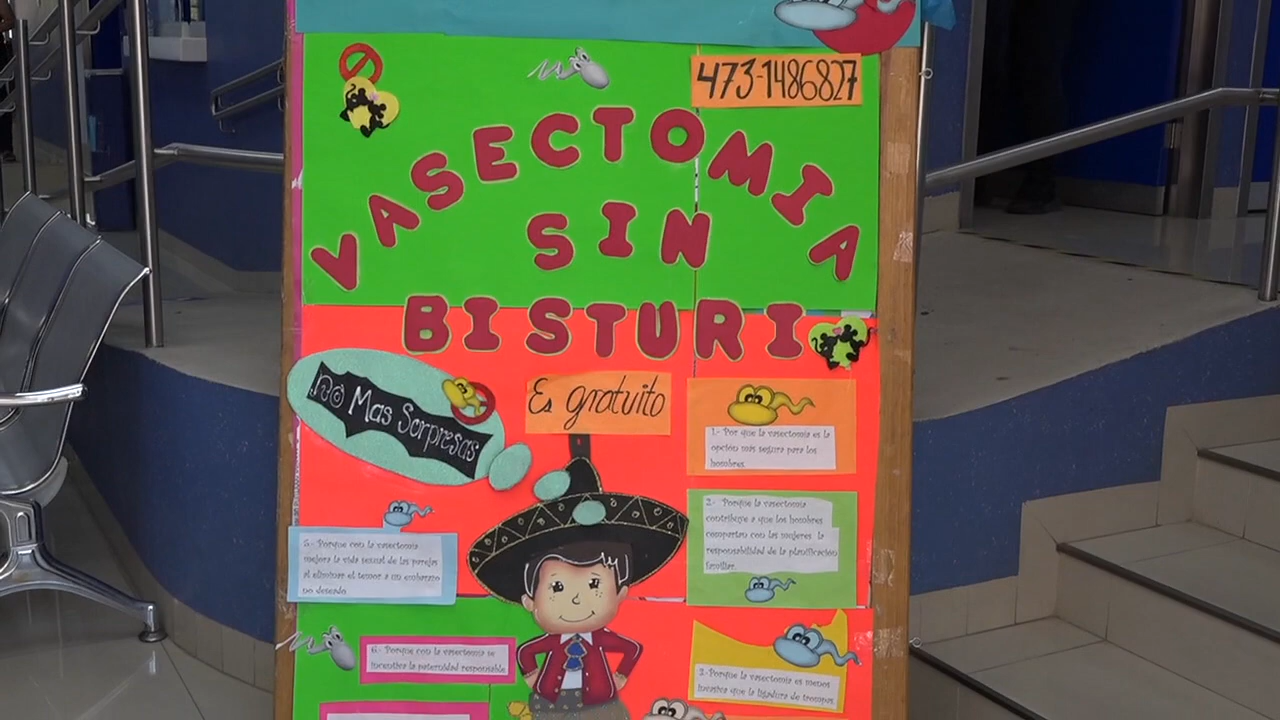 473-1486827
VASECTOMIA
SIN
BISTURI
No Mas Sorpresas
Es gratuito
1.- Por que la vasectomia es la
opción mas segura para los
hombres.
2.- Porque la vasectomia
contribuye a que los hombres
compartan con las mujeres la
responsabilidad de la planificación
familiar.
5.- Porque con la vasectomia
mejora la vida sexual de las parejas
al eliminar el temor a un embarazo
no deseado
6.- Porque con la vasectomia se
incentiva la paternidad responsable
3.-Porque la vasectomia es menos
invasiva que la ligadura de trompas